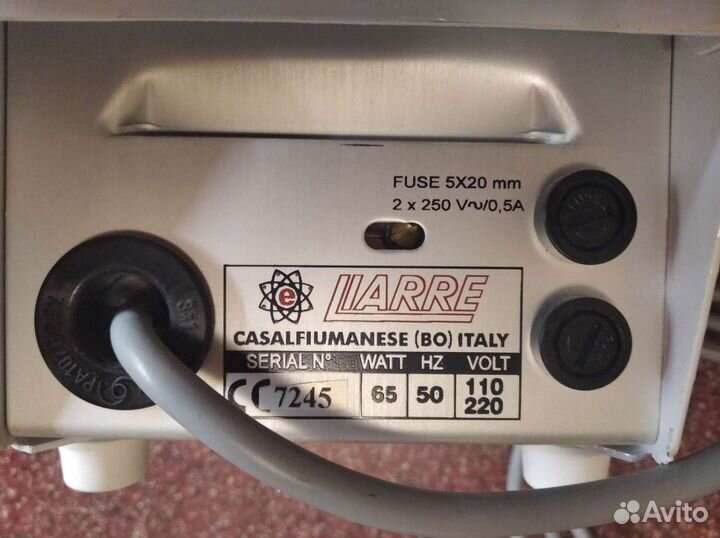 FUSE 5X20 mm
2 x 250 V∿/0,5A
FUSE
e LIARRE
CASALFIUMANESE (BO) ITALY
SERIAL N° WATT HZ VOLT
CE 7245 65 50 110
220
Avito